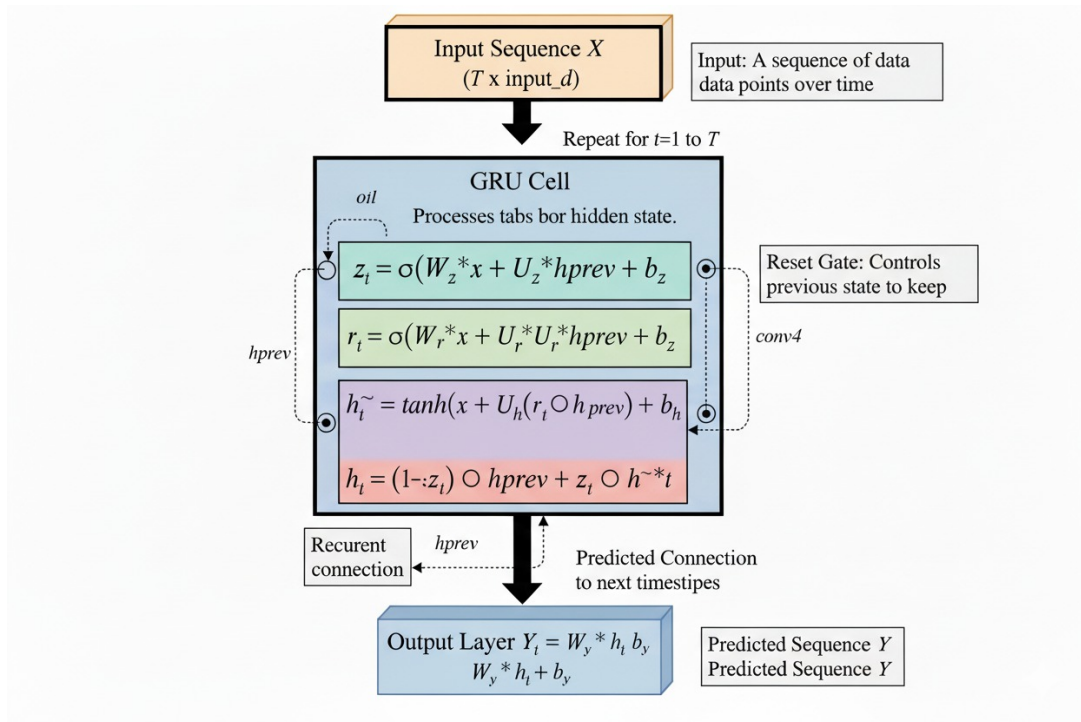 Input Sequence X
(T x input_d)
Input: A sequence of data
data points over time
Repeat for t=1 to T
GRU Cell
oil
Processes tabs bor hidden state.
z_t = σ(W_z*x + U_z*hprev + b_z
Reset Gate: Controls
previous state to keep
r_t = σ(W_r*x + U_r*U_r*hprev + b_z
hprev
conv4
h_t^~ = tanh(x + U_h(r_t○h prev) + b_h
h_t = (1-:z_t) ○ hprev + z_t ○ h^~*t
Recurent
connection
hprev
Predicted Connection
to next timestipes
Output Layer Y_t = W_y* h_t b_y
W_y* h_t + b_y
Predicted Sequence Y
Predicted Sequence Y